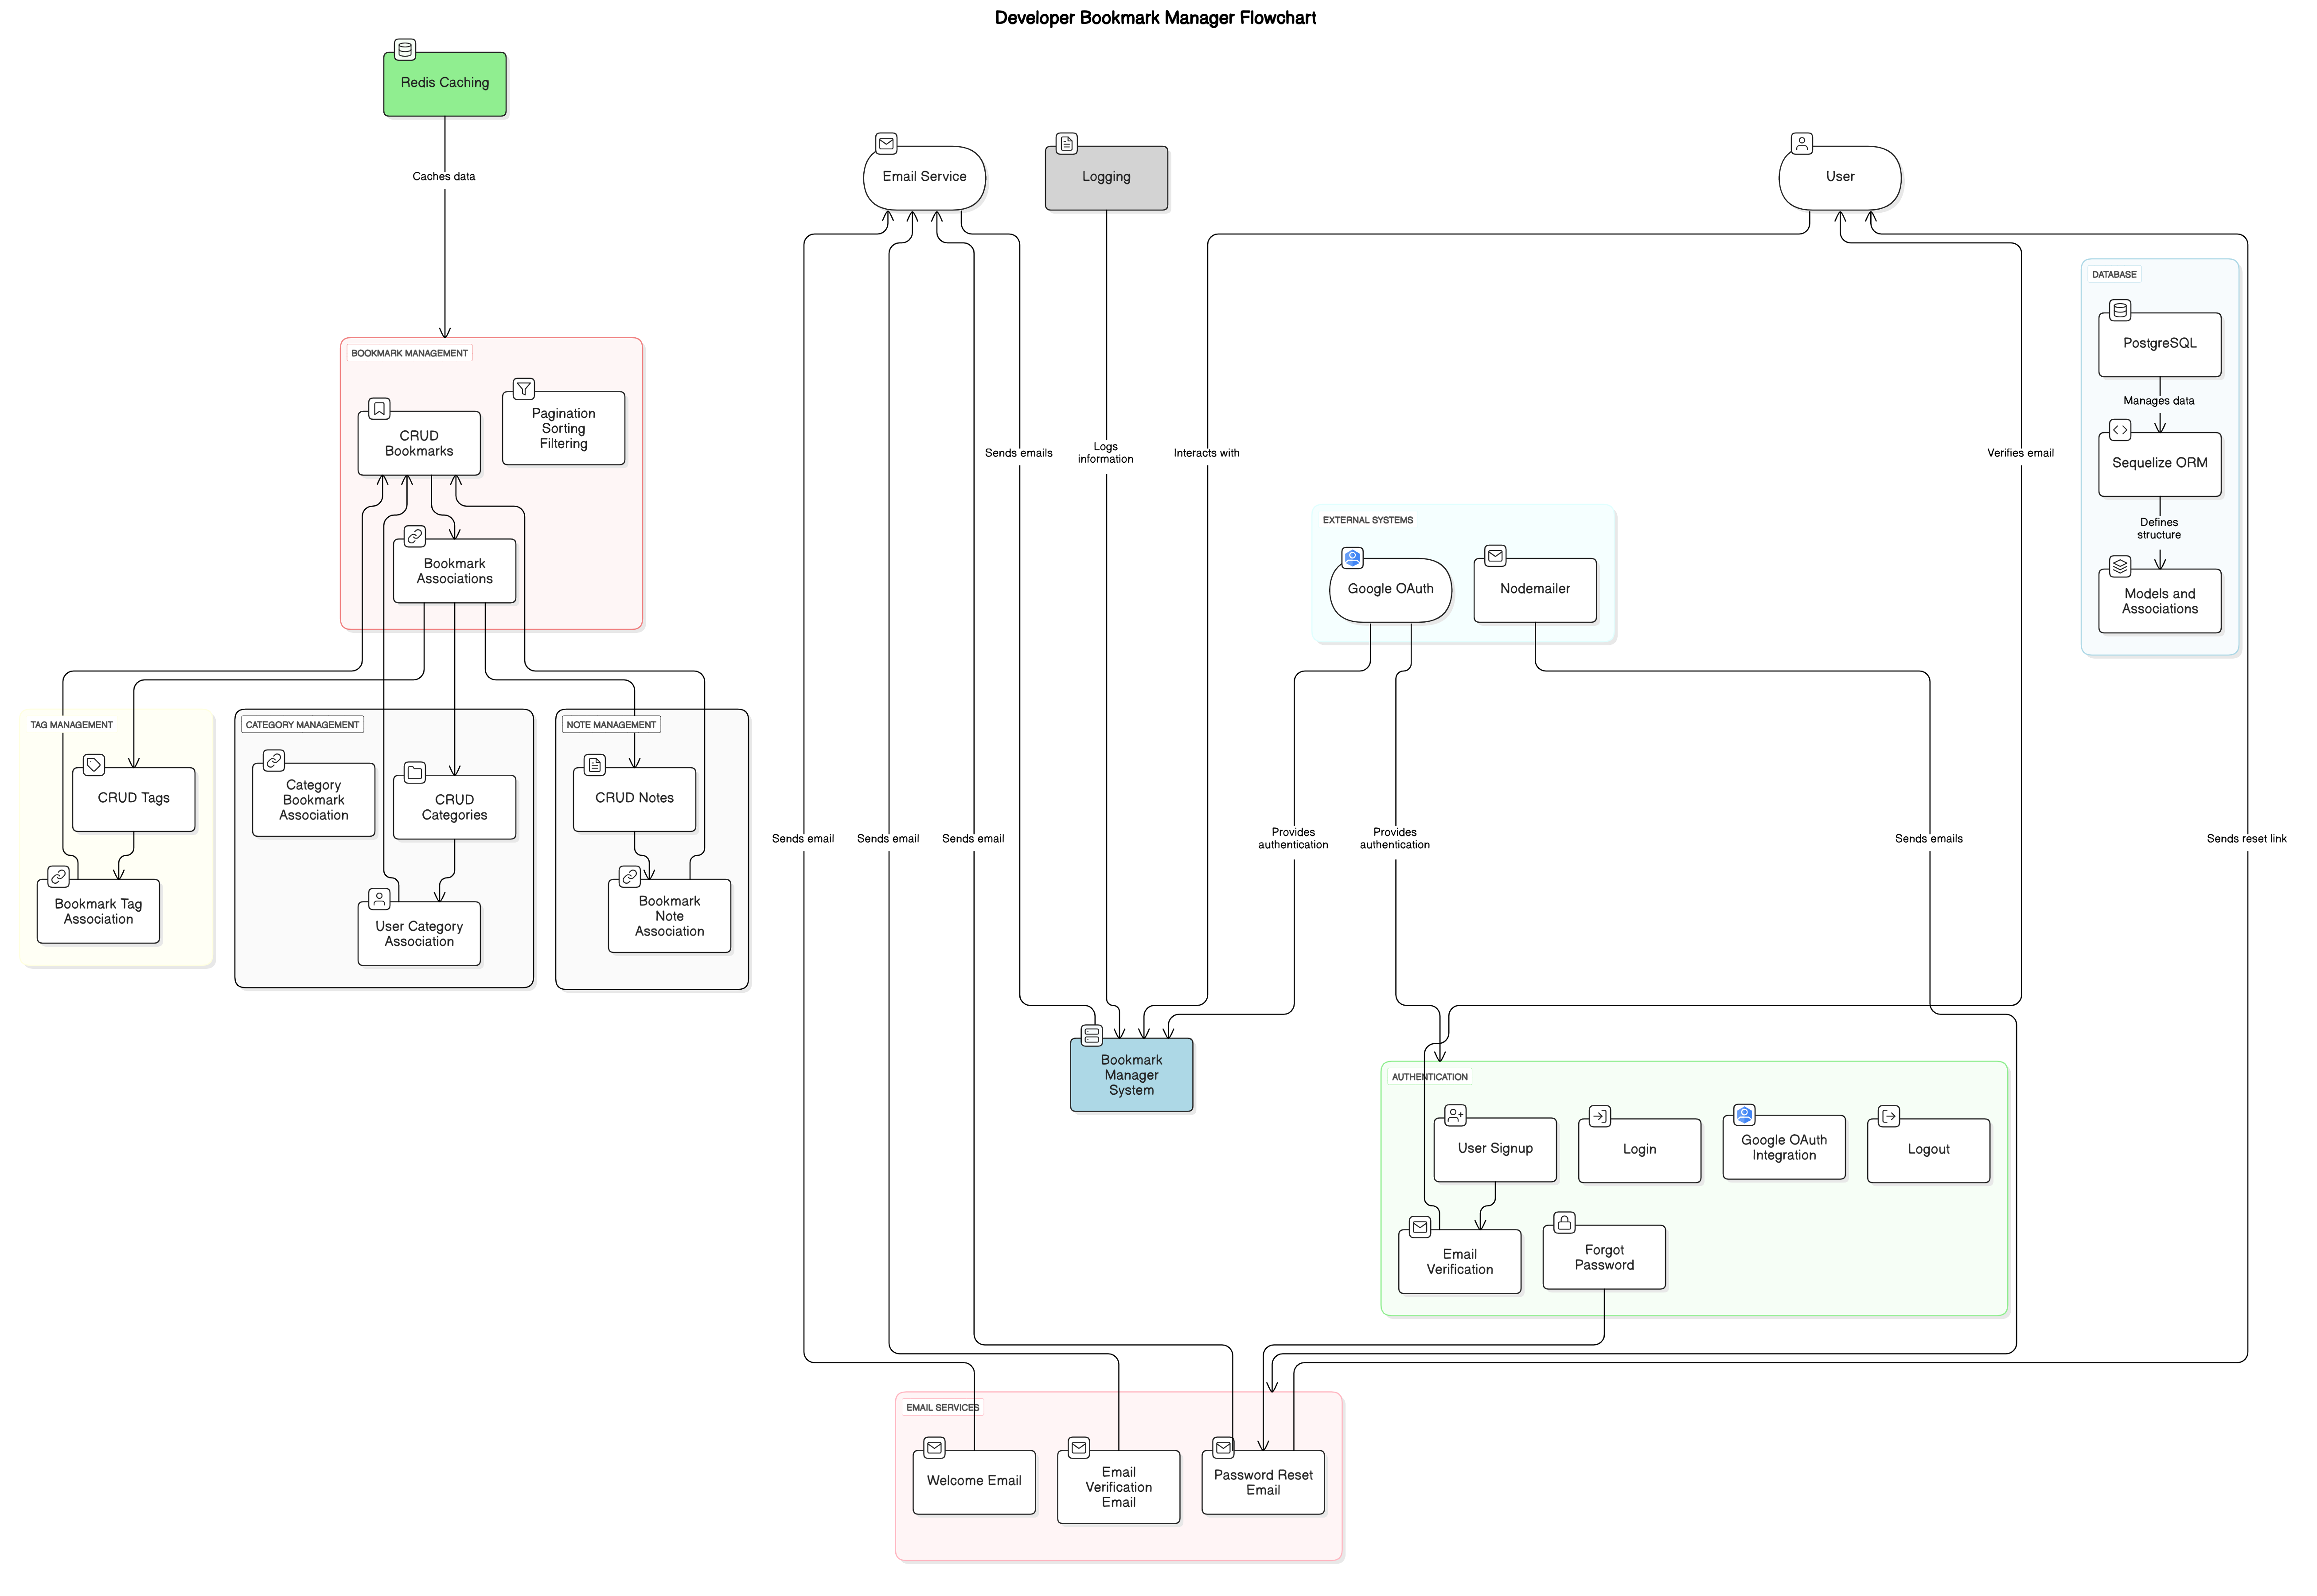 Developer Bookmark Manager Flowchart
Redis Caching
Caches data
Email Service
Logging
User
BOOKMARK MANAGEMENT
CRUD
Bookmarks
Pagination
Sorting
Filtering
Bookmark
Associations
Sends emails
Logs
information
Interacts with
Verifies email
DATABASE
PostgreSQL
Manages data
Sequelize ORM
Defines
structure
Models and
Associations
EXTERNAL SYSTEMS
Google OAuth
Nodemailer
TAG MANAGEMENT
CRUD Tags
Bookmark Tag
Association
CATEGORY MANAGEMENT
Category
Bookmark
Association
CRUD
Categories
User Category
Association
NOTE MANAGEMENT
CRUD Notes
Bookmark
Note
Association
Sends email
Sends email
Sends email
Provides
authentication
Provides
authentication
Sends emails
Sends reset link
Bookmark
Manager
System
AUTHENTICATION
User Signup
Login
Google OAuth
Integration
Logout
Email
Verification
Forgot
Password
EMAIL SERVICES
Welcome Email
Email
Verification
Email
Password Reset
Email